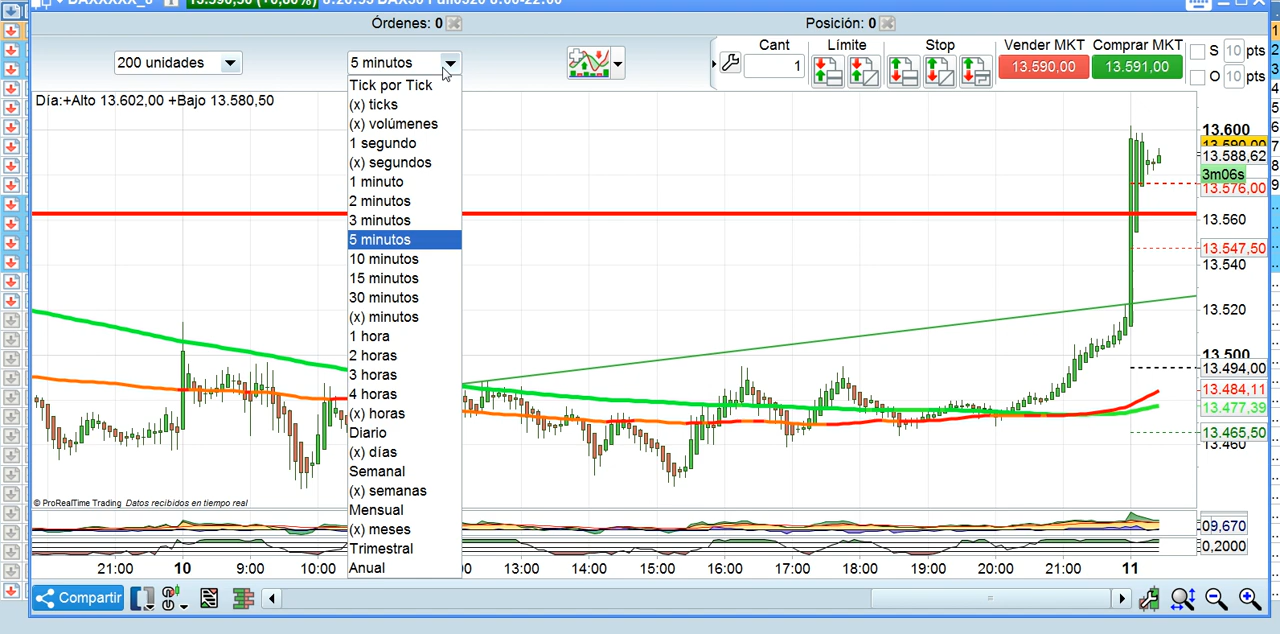 Órdenes: 0
Posición: 0
200 unidades
5 minutos
Cant
1
Límite
Stop
Vender MKT
13.590,00
Comprar MKT
13.591,00
S 10 pts
O 10 pts
Día:+Alto 13.602,00 +Bajo 13.580,50
Tick por Tick
(x) ticks
(x) volúmenes
1 segundo
(x) segundos
1 minuto
2 minutos
3 minutos
5 minutos
10 minutos
15 minutos
30 minutos
(x) minutos
1 hora
2 horas
3 horas
4 horas
(x) horas
Diario
(x) días
Semanal
(x) semanas
Mensual
(x) meses
Trimestral
Anual
13.600
13.590,00
13.588,62
3m06s
13.576,00
13.560
13.547,50
13.540
13.520
13.500
13.494,00
13.484,11
13.477,39
13.465,50
13.460
09,670
0,2000
© ProRealTime Trading Datos recibidos en tiempo real
21:00 10 9:00 10:00 :00 13:00 14:00 15:00 16:00 17:00 18:00 19:00 20:00 21:00 11
Compartir